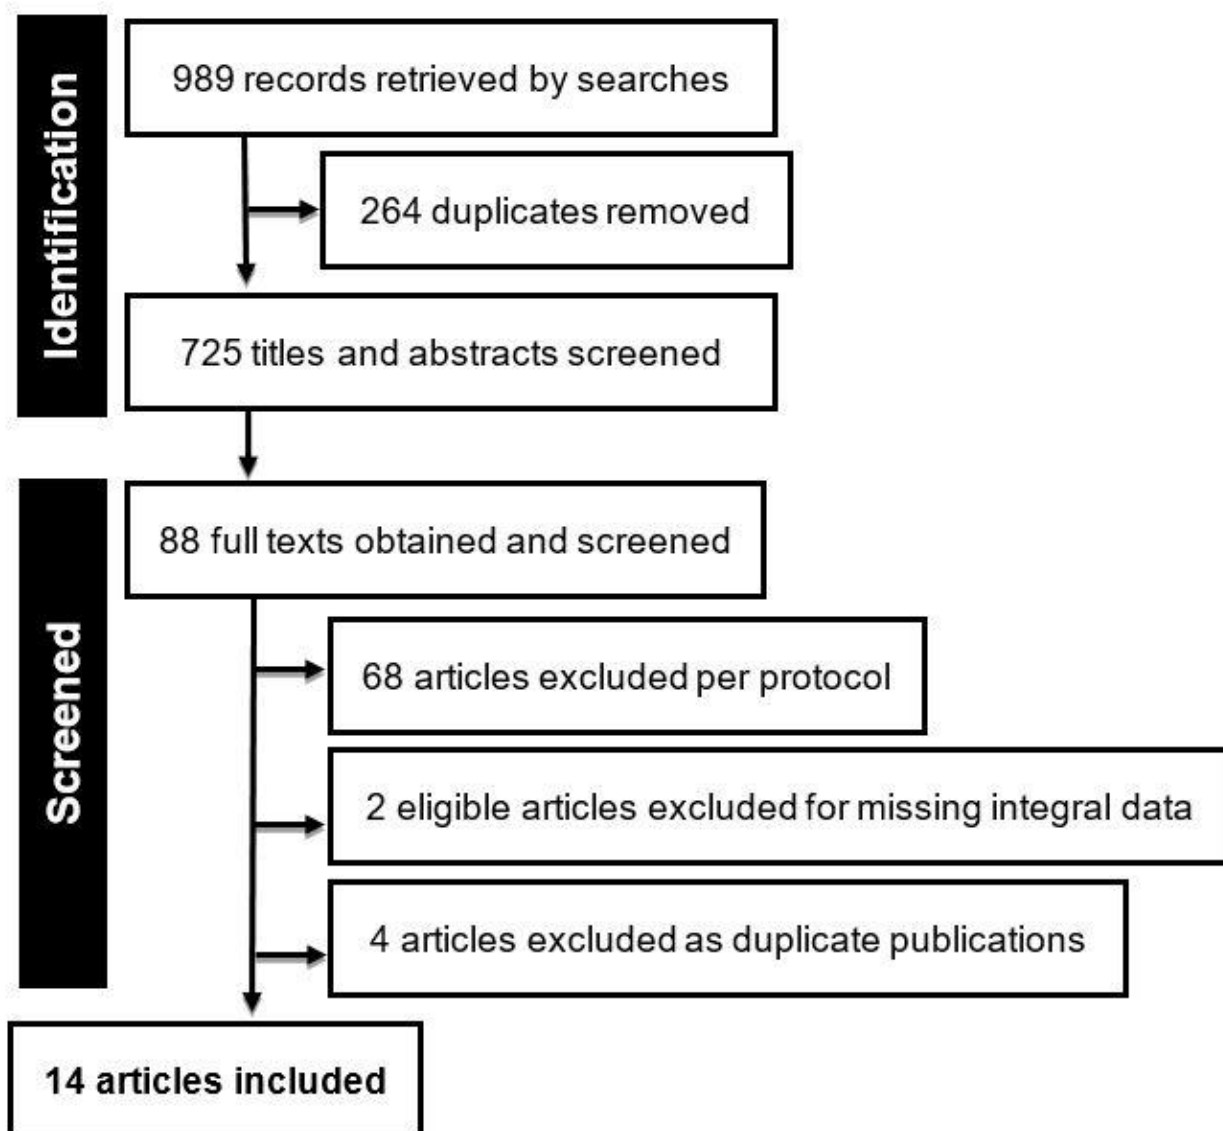 Identification
989 records retrieved by searches
264 duplicates removed
725 titles and abstracts screened
Screened
88 full texts obtained and screened
68 articles excluded per protocol
2 eligible articles excluded for missing integral data
4 articles excluded as duplicate publications
14 articles included